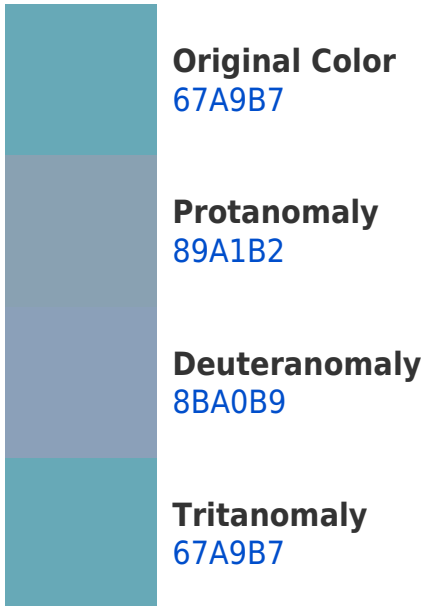 Original Color
67A9B7
Protanomaly
89A1B2
Deuteranomaly
8BA0B9
Tritanomaly
67A9B7